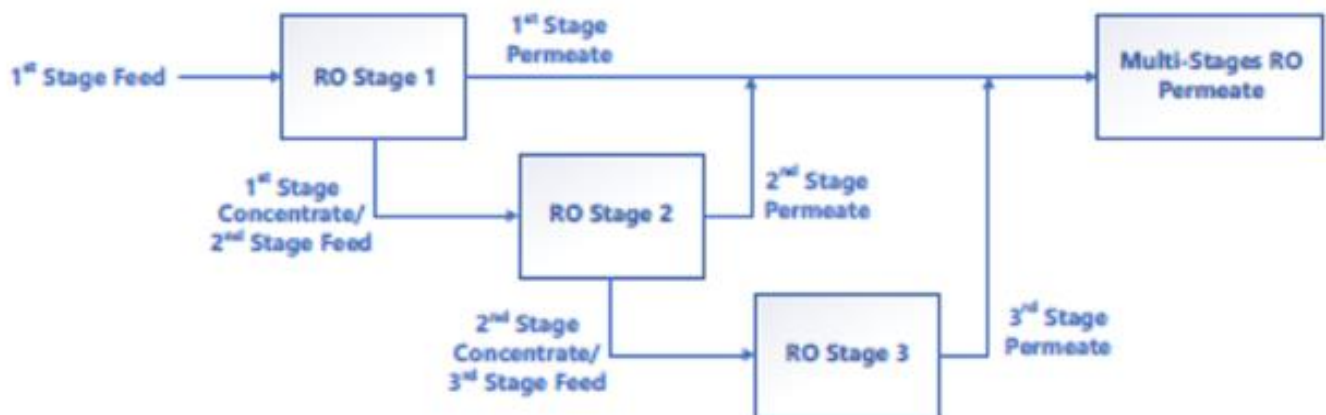 1st Stage
Permeate
1st Stage Feed
RO Stage 1
Multi-Stages RO
Permeate
1st Stage
Concentrate/
2nd Stage Feed
RO Stage 2
2nd Stage
Permeate
2nd Stage
Concentrate/
3rd Stage Feed
RO Stage 3
3rd Stage
Permeate